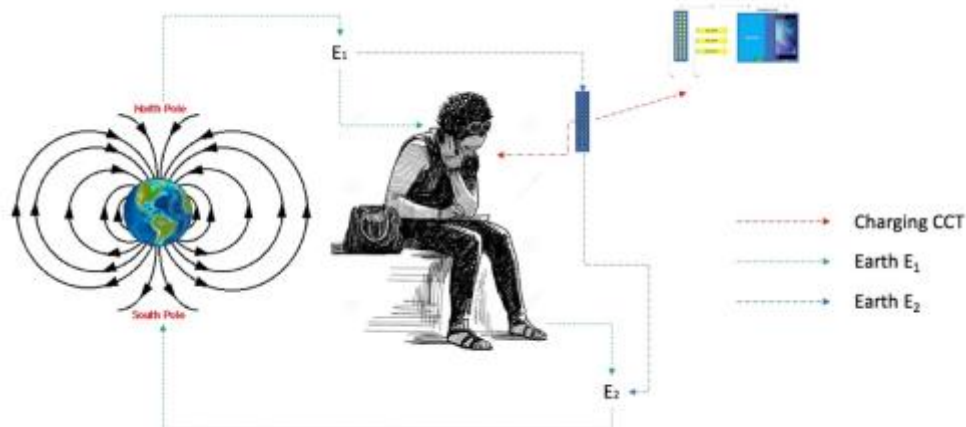 E₁
North Pole
South Pole
Charging CCT
Earth E₁
Earth E₂
E₂